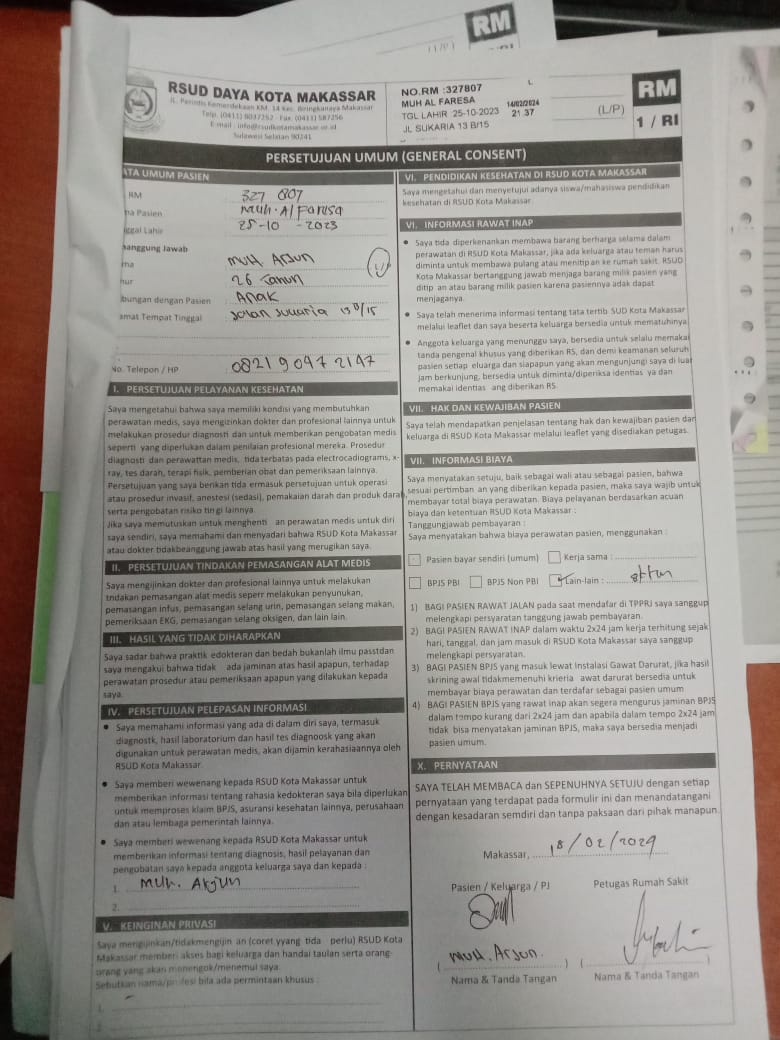 RM
RSUD DAYA KOTA MAKASSAR
JL. Perintis Kemerdekaan KM. 14 Kec. Biringkanaya Makassar
Telp. (0411) 9037252 Fax. (0411) 587256
E.mail : info@rsudkotamakassar.or.id
Sulawesi Selatan 90241
NO.RM :327807
MUH AL FARESA
TGL LAHIR 25-10-2023
JL SUKARIA 13 B/15
14/02/2024
21.37
L
(L/P)
RM
1 / RI
PERSETUJUAN UMUM (GENERAL CONSENT)
ATA UMUM PASIEN
RM 327 807
na Pasien Muh. Al Faresa
ggal Lahir 25-10-2023
nanggung Jawab
ma Muh. Arjun
nur 26 Tahun
bungan dengan Pasien Anak
amat Tempat Tinggal Jalan Sukaria 13 B/15
No. Telepon / HP 0821 9047 2147
I. PERSETUJUAN PELAYANAN KESEHATAN
Saya mengetahui bahwa saya memiliki kondisi yang membutuhkan
perawatan medis, saya mengizinkan dokter dan profesional lainnya untuk
melakukan prosedur diagnosti dan untuk memberikan pengobatan medis
seperti yang diperlukan dalam penilaian profesional mereka. Prosedur
diagnosti dan perawattan medis, tida terbatas pada electrocadiograms, x-
ray, tes darah, terapi fisik, pemberian obat dan pemeriksaan lainnya.
Persetujuan yang saya berikan tida ermasuk persetujuan untuk operasi
atau prosedur invasif, anestesi (sedasi), pemakaian darah dan produk darah,
serta pengobatan risiko tin gi lainnya.
Jika saya memutuskan untuk menghenti an perawatan medis untuk diri
saya sendiri, saya memahami dan menyadari bahwa RSUD Kota Makassar
atau dokter tidakbeanggung jawab atas hasil yang merugikan saya.
II. PERSETUJUAN TINDAKAN PEMASANGAN ALAT MEDIS
Saya mengijinkan dokter dan profesional lainnya untuk melakukan
tndakan pemasangan alat medis seperr melakukan penyunukan,
pemasangan infus, pemasangan selang urin, pemasangan selang makan,
pemeriksaan EKG, pemasangan selang oksigen, dan lain lain.
III. HASIL YANG TIDAK DIHARAPKAN
Saya sadar bahwa praktik edokteran dan bedah bukanlah ilmu passtdan
saya mengakui bahwa tidak ada jaminan atas hasil apapun, terhadap
perawatan prosedur atau pemeriksaan apapun yang dilakukan kepada
saya.
IV. PERSETUJUAN PELEPASAN INFORMASI
• Saya memahami informasi yang ada di dalam diri saya, termasuk
diagnostk, hasil laboratorium dan hasil tes diagnoosk yang akan
digunakan untuk perawatan medis, akan dijamin kerahasiaannya oleh
RSUD Kota Makassar.
• Saya memberi wewenang kepada RSUD Kota Makassar untuk
memberikan informasi tentang rahasia kedokteran saya bila diperlukan
untuk memproses klaim BPJS, asuransi kesehatan lainnya, perusahaan
dan atau lembaga pemerintah lainnya.
• Saya memberi wewenang kepada RSUD Kota Makassar untuk
memberikan informasi tentang diagnosis, hasil pelayanan dan
pengobatan saya kepada anggota keluarga saya dan kepada :
1. Muh. Arjun
2.
V. KEINGINAN PRIVASI
Saya mengijinkan/tidakmengijin an (coret yyang tida perlu) RSUD Kota
Makassar memberi akses bagi keluarga dan handai taulan serta orang-
orang yang akan menengok/menemui saya.
Sebutkan nama/profesi bila ada permintaan khusus :
1.
2.
VI. PENDIDIKAN KESEHATAN DI RSUD KOTA MAKASSAR
Saya mengetahui dan menyetujui adanya siswa/mahasiswa pendidikan
kesehatan di RSUD Kota Makassar.
VI. INFORMASI RAWAT INAP
• Saya tida diperkenankan membawa barang berharga selama dalam
perawatan di RSUD Kota Makassar, jika ada keluarga atau teman harus
diminta untuk membawa pulang atau menitip an ke rumah sakit. RSUD
Kota Makassar bertanggung jawab menjaga barang milik pasien yang
ditip an atau barang milik pasien karena pasiennya adak dapat
menjaganya.
• Saya telah menerima informasi tentang tata tertib SUD Kota Makassar
melalui leaflet dan saya beserta keluarga bersedia untuk mematuhinya.
• Anggota keluarga yang menunggu saya, bersedia untuk selalu memakai
tanda pengenal khusus yang diberikan RS, dan demi keamanan seluruh
pasien setiap eluarga dan siapapun yang akan mengunjungi saya di luar
jam berkunjung, bersedia untuk diminta/diperiksa identias ya dan
memakai identias ang diberikan RS.
VII. HAK DAN KEWAJIBAN PASIEN
Saya telah mendapatkan penjelasan tentang hak dan kewajiban pasien dan
keluarga di RSUD Kota Makassar melalui leaflet yang disediakan petugas.
VII. INFORMASI BIAYA
Saya menyatakan setuju, baik sebagai wali atau sebagai pasien, bahwa
sesuai pertimban an yang diberikan kepada pasien, maka saya wajib untuk
membayar total biaya perawatan. Biaya pelayanan berdasarkan acuan
biaya dan ketentuan RSUD Kota Makassar :
Tanggungjawab pembayaran :
Saya menyatakan bahwa biaya perawatan pasien, menggunakan :
Pasien bayar sendiri (umum) Kerja sama :
BPJS PBI BPJS Non PBI Lain-lain :
1) BAGI PASIEN RAWAT JALAN pada saat mendafar di TPPRJ saya sanggup
melengkapi persyaratan tanggung jawab pembayaran.
2) BAGI PASIEN RAWAT INAP dalam waktu 2x24 jam kerja terhitung sejak
hari, tanggal, dan jam masuk di RSUD Kota Makassar saya sanggup
melengkapi persyaratan.
3) BAGI PASIEN BPJS yang masuk lewat Instalasi Gawat Darurat, jika hasil
skrining awal tidakmemenuhi krieria awat darurat bersedia untuk
membayar biaya perawatan dan terdafar sebagai pasien umum
4) BAGI PASIEN BPJS yang rawat inap akan segera mengurus jaminan BPJS
dalam tempo kurang dari 2x24 jam dan apabila dalam tempo 2x24 jam
tidak bisa menyatakan jaminan BPJS, maka saya bersedia menjadi
pasien umum.
X. PERNYATAAN
SAYA TELAH MEMBACA dan SEPENUHNYA SETUJU dengan setiap
pernyataan yang terdapat pada formulir ini dan menandatangani
dengan kesadaran semdiri dan tanpa paksaan dari pihak manapun.
Makassar, 18/02/2024
Pasien / Keluarga / PJ Petugas Rumah Sakit
( Muh. Arjun. ) ( )
Nama & Tanda Tangan Nama & Tanda Tangan